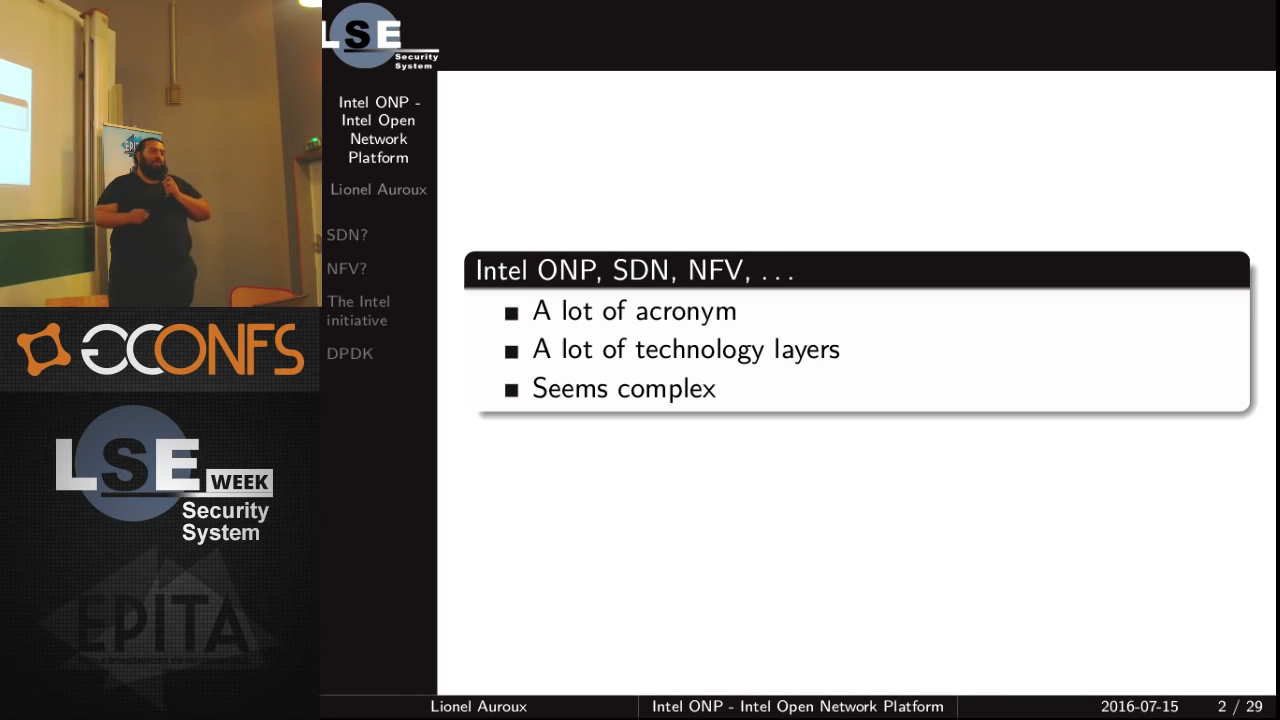 LSE
Security
System
Intel ONP -
Intel Open
Network
Platform
Lionel Auroux
SDN?
NFV?
The Intel
initiative
DPDK
Intel ONP, SDN, NFV, . . .
A lot of acronym
A lot of technology layers
Seems complex
GCONFS
LSE WEEK
Security
System
EPITA
Lionel Auroux
Intel ONP - Intel Open Network Platform
2016-07-15
2 / 29